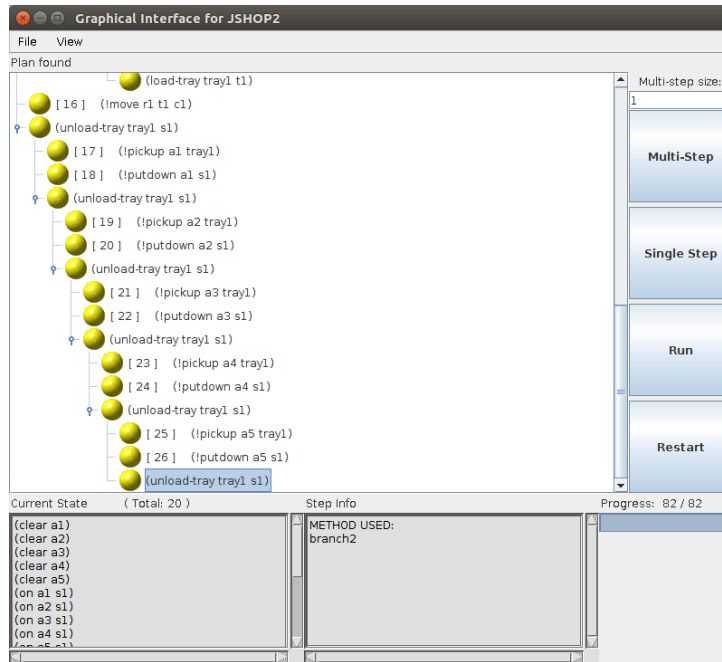 Graphical Interface for JSHOP2
File View
Plan found
Multi-step size:
1
(load-tray tray1 t1)
[ 16 ] (!move r1 t1 c1)
(unload-tray tray1 s1)
[ 17 ] (!pickup a1 tray1)
[ 18 ] (!putdown a1 s1)
(unload-tray tray1 s1)
[ 19 ] (!pickup a2 tray1)
[ 20 ] (!putdown a2 s1)
(unload-tray tray1 s1)
[ 21 ] (!pickup a3 tray1)
[ 22 ] (!putdown a3 s1)
(unload-tray tray1 s1)
[ 23 ] (!pickup a4 tray1)
[ 24 ] (!putdown a4 s1)
(unload-tray tray1 s1)
[ 25 ] (!pickup a5 tray1)
[ 26 ] (!putdown a5 s1)
(unload-tray tray1 s1)
Multi-Step
Single Step
Run
Restart
Current State ( Total: 20 )
Step Info
Progress: 82 / 82
(clear a1)
(clear a2)
(clear a3)
(clear a4)
(clear a5)
(on a1 s1)
(on a2 s1)
(on a3 s1)
(on a4 s1)
(on a5 s1)
METHOD USED:
branch2